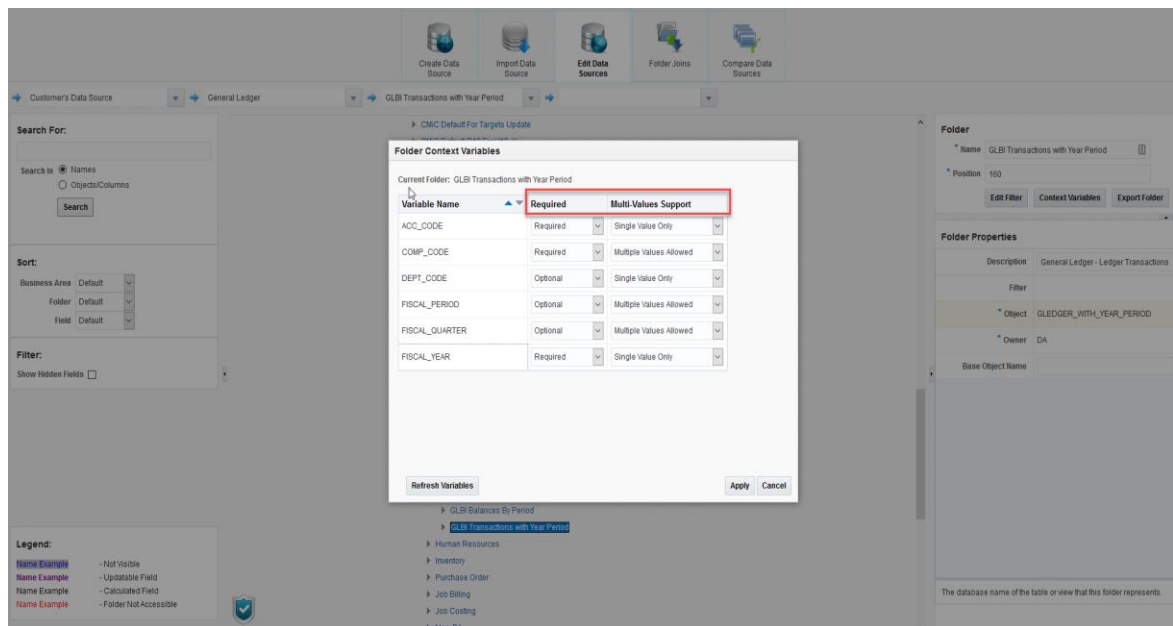 Create Data Source
Import Data Source
Edit Data Sources
Folder Joins
Compare Data Sources
Customer's Data Source
General Ledger
GLBI Transactions with Year Period
Search For:
Search In
Names
Objects/Columns
Search
Sort:
Business Area Default
Folder Default
Field Default
Filter:
Show Hidden Fields
Legend:
Name Example - Not Visible
Name Example - Updatable Field
Name Example - Calculated Field
Name Example - Folder Not Accessible
CMiC Default For Targets Update
Folder Context Variables
Current Folder: GLBI Transactions with Year Period
Variable Name Required Multi-Values Support
ACC_CODE Required Single Value Only
COMP_CODE Required Multiple Values Allowed
DEPT_CODE Optional Single Value Only
FISCAL_PERIOD Optional Multiple Values Allowed
FISCAL_QUARTER Optional Multiple Values Allowed
FISCAL_YEAR Required Single Value Only
Refresh Variables Apply Cancel
GLBI Balances By Period
GLBI Transactions with Year Period
Human Resources
Inventory
Purchase Order
Job Billing
Job Costing
Folder
* Name GLBI Transactions with Year Period
* Position 160
Edit Filter Context Variables Export Folder
Folder Properties
Description General Ledger - Ledger Transactions
Filter
* Object GLEDGER_WITH_YEAR_PERIOD
* Owner DA
Base Object Name
The database name of the table or view that this folder represents.